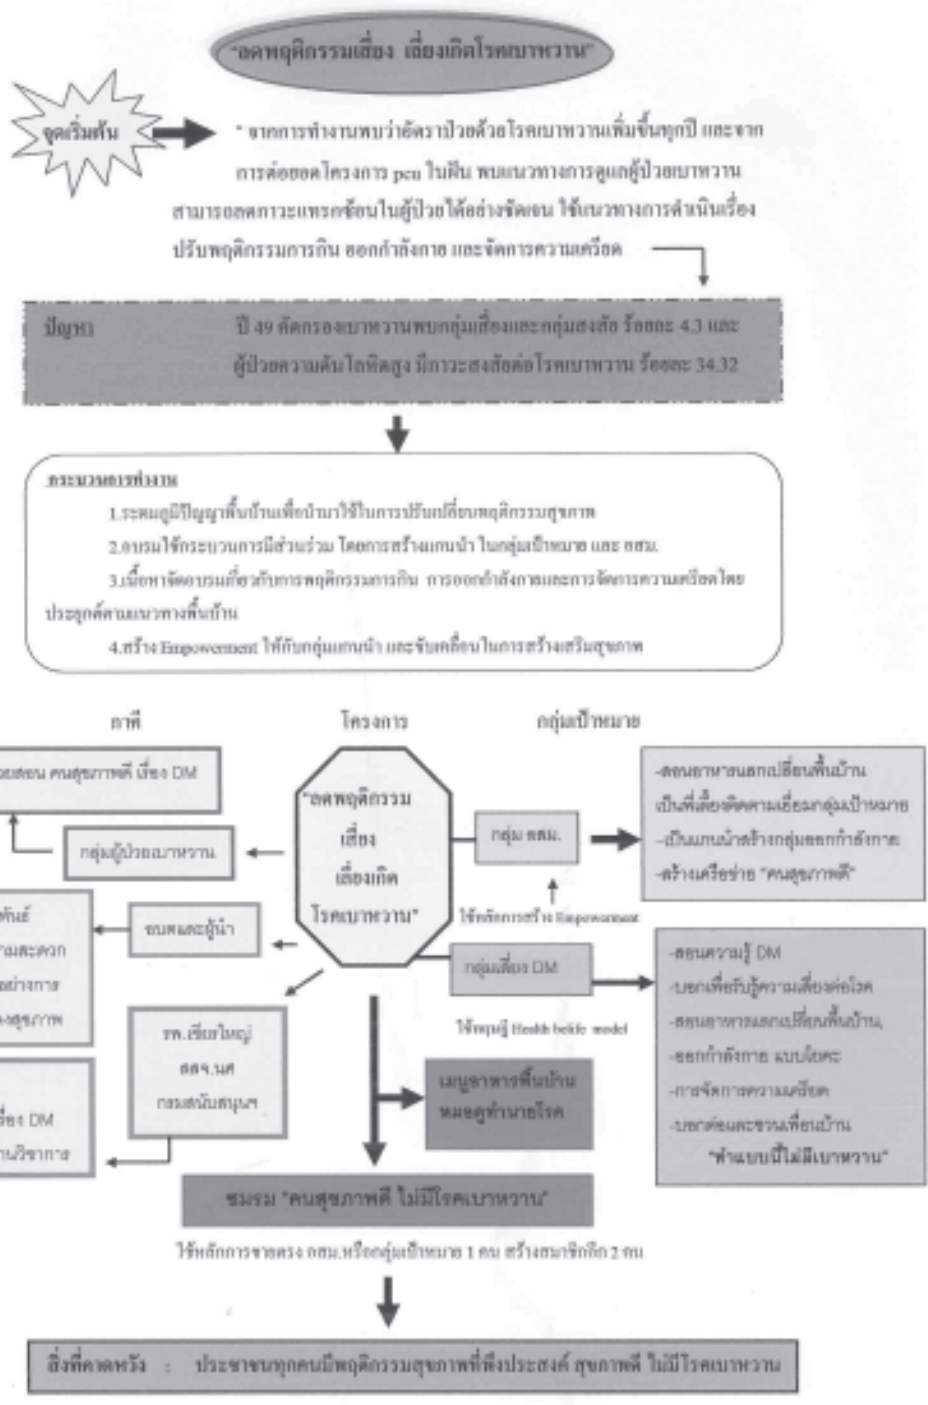 "ลดพฤติกรรมเสี่ยง เลี่ยงเกิดโรคเบาหวาน"
จุดเริ่มต้น
" จากการทำงานพบว่าอัตราป่วยด้วยโรคเบาหวานเพิ่มขึ้นทุกปี และจาก
การต่อยอดโครงการ pcu ในฝัน พบแนวทางการดูแลผู้ป่วยเบาหวาน
สามารถลดภาวะแทรกซ้อนในผู้ป่วยได้อย่างชัดเจน ใช้แนวทางการดำเนินเรื่อง
ปรับพฤติกรรมการกิน ออกกำลังกาย และจัดการความเครียด
ปัญหา
ปี 49 คัดกรองเบาหวานพบกลุ่มเสี่ยงและกลุ่มสงสัย ร้อยละ 4.3 และ
ผู้ป่วยความดันโลหิตสูง มีภาวะสงสัยต่อโรคเบาหวาน ร้อยละ 34.32
กระบวนการทำงาน
1.ระดมภูมิปัญญาพื้นบ้านเพื่อนำมาใช้ในการปรับเปลี่ยนพฤติกรรมสุขภาพ
2.อบรมใช้กระบวนการมีส่วนร่วม โดยการสร้างแกนนำ ในกลุ่มเป้าหมาย และ อสม.
3.เนื้อหาจัดอบรมเกี่ยวกับการพฤติกรรมการกิน การออกกำลังกายและการจัดการความเครียดโดย
ประยุกต์ตามแนวทางพื้นบ้าน
4.สร้าง Empowerment ให้กับกลุ่มแกนนำ และขับเคลื่อนในการสร้างเสริมสุขภาพ
ภาคี
โครงการ
กลุ่มเป้าหมาย
วยสอน คนสุขภาพดี เรื่อง DM
กลุ่มผู้ป่วยเบาหวาน
"ลดพฤติกรรม
เสี่ยง
เลี่ยงเกิด
โรคเบาหวาน"
กลุ่ม อสม.
-สอนอาหารแลกเปลี่ยนพื้นบ้าน
เป็นพี่เลี้ยงติดตามเยี่ยมกลุ่มเป้าหมาย
-เป็นแกนนำสร้างกลุ่มออกกำลังกาย
-สร้างเครือข่าย "คนสุขภาพดี"
ใช้หลักการสร้าง Empowerment
พันธ์
ามสะดวก
อย่างการ
งสุขภาพ
อบตและผู้นำ
กลุ่มเสี่ยง DM
ใช้ทฤษฎี Health belife model
-สอนความรู้ DM
-บอกเพื่อรับรู้ความเสี่ยงต่อโรค
-สอนอาหารแลกเปลี่ยนพื้นบ้าน,
-ออกกำลังกาย แบบโยคะ
-การจัดการความเครียด
-บอกต่อและชวนเพื่อนบ้าน
"ทำแบบนี้ไม่มีเบาหวาน"
รพ.เชียรใหญ่
สสจ.นศ
กรมสนับสนุนฯ
รื่อง DM
านวิชาการ
เมนูอาหารพื้นบ้าน
หมอดูทำนายโรค
ชมรม "คนสุขภาพดี ไม่มีโรคเบาหวาน"
ใช้หลักการขายตรง อสม.หรือกลุ่มเป้าหมาย 1 คน สร้างสมาชิกอีก 2 คน
สิ่งที่คาดหวัง : ประชาชนทุกคนมีพฤติกรรมสุขภาพที่พึงประสงค์ สุขภาพดี ไม่มีโรคเบาหวาน